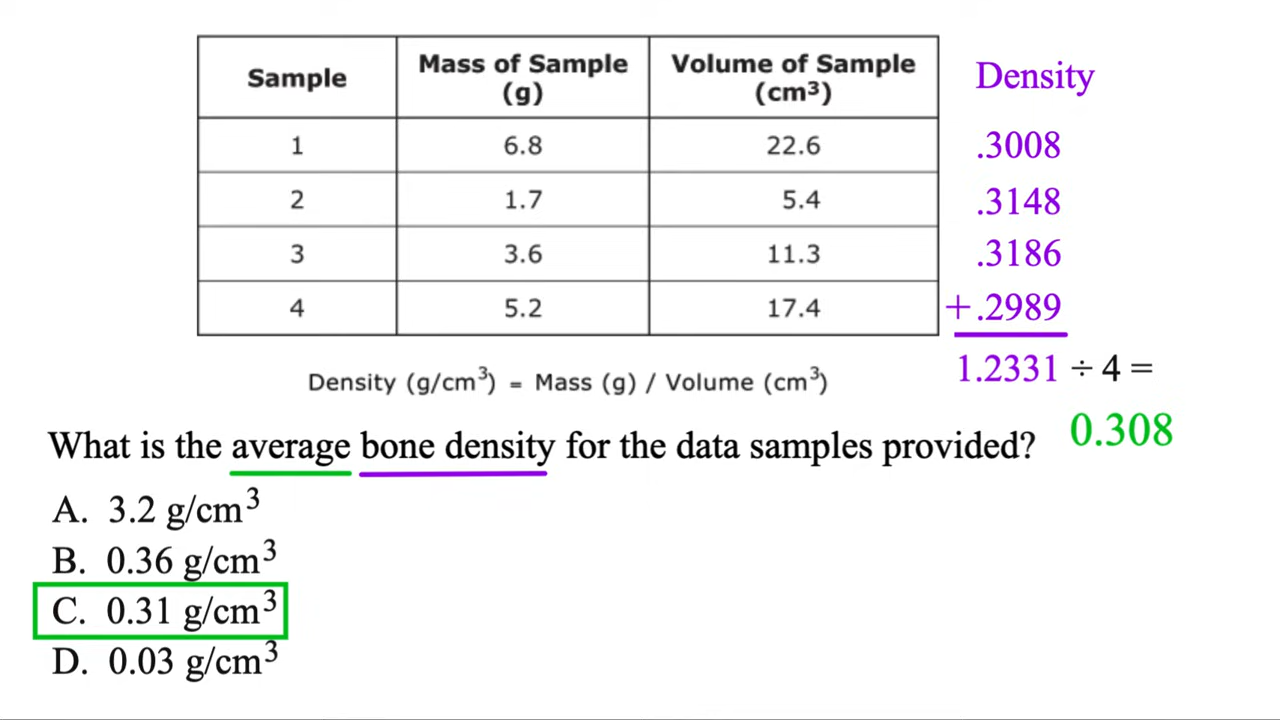 Sample Mass of Sample (g) Volume of Sample (cm³) Density
1 6.8 22.6 .3008
2 1.7 5.4 .3148
3 3.6 11.3 .3186
4 5.2 17.4 +.2989
Density (g/cm³) = Mass (g) / Volume (cm³) 1.2331 ÷ 4 =
What is the average bone density for the data samples provided? 0.308
A. 3.2 g/cm³
B. 0.36 g/cm³
C. 0.31 g/cm³
D. 0.03 g/cm³